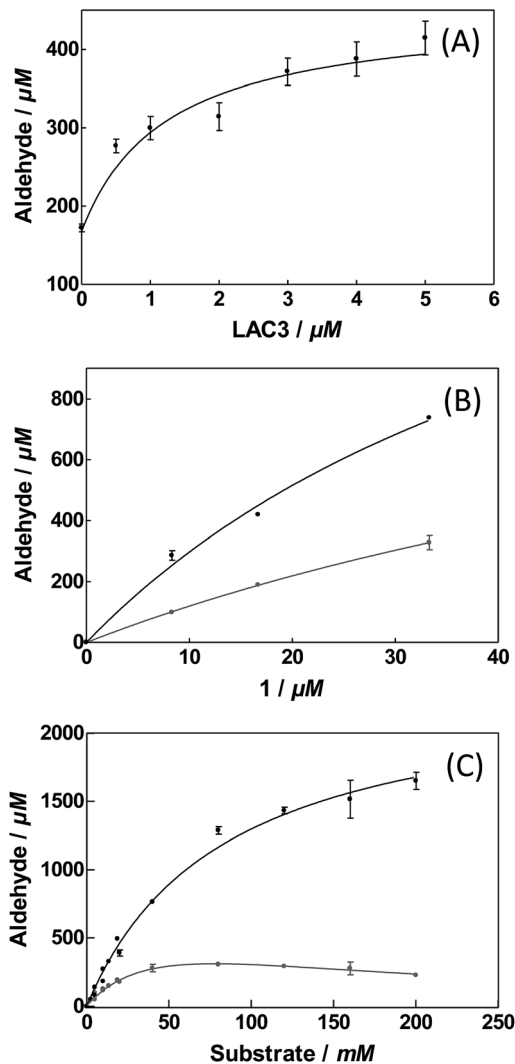 (A)
400
300
200
100
Aldehyde / µM
0 1 2 3 4 5 6
LAC3 / µM
(B)
800
600
400
200
0
Aldehyde / µM
0 10 20 30 40
1 / µM
(C)
2000
1500
1000
500
0
Aldehyde / µM
0 50 100 150 200 250
Substrate / mM